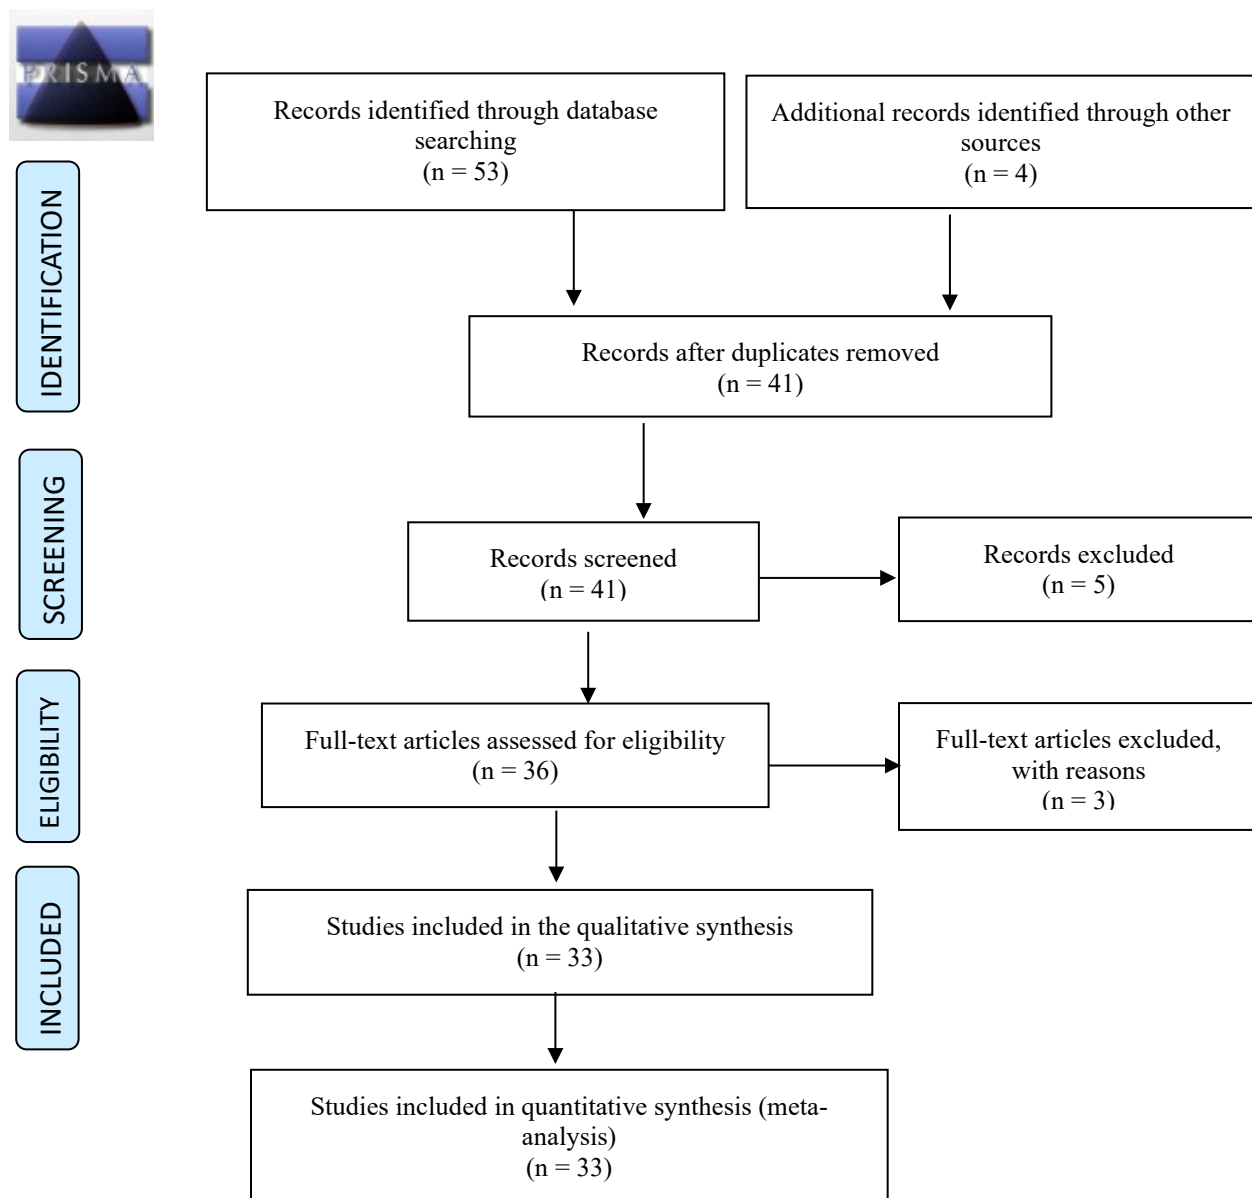 PRISMA
Records identified through database
searching
(n = 53)
Additional records identified through other
sources
(n = 4)
IDENTIFICATION
Records after duplicates removed
(n = 41)
SCREENING
Records screened
(n = 41)
Records excluded
(n = 5)
ELIGIBILITY
Full-text articles assessed for eligibility
(n = 36)
Full-text articles excluded,
with reasons
(n = 3)
INCLUDED
Studies included in the qualitative synthesis
(n = 33)
Studies included in quantitative synthesis (meta-
analysis)
(n = 33)